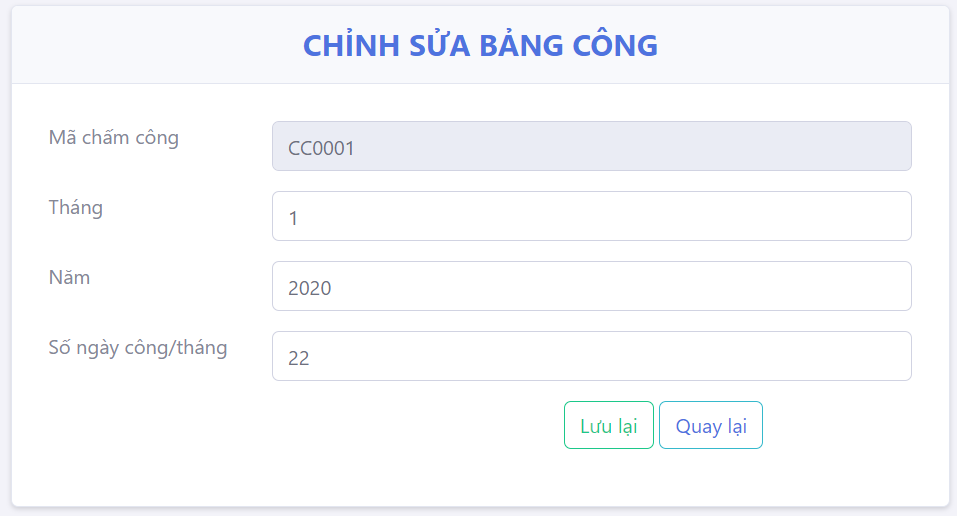 CHỈNH SỬA BẢNG CÔNG
Mã chấm công
CC0001
Tháng
1
Năm
2020
Số ngày công/tháng
22
Lưu lại
Quay lại